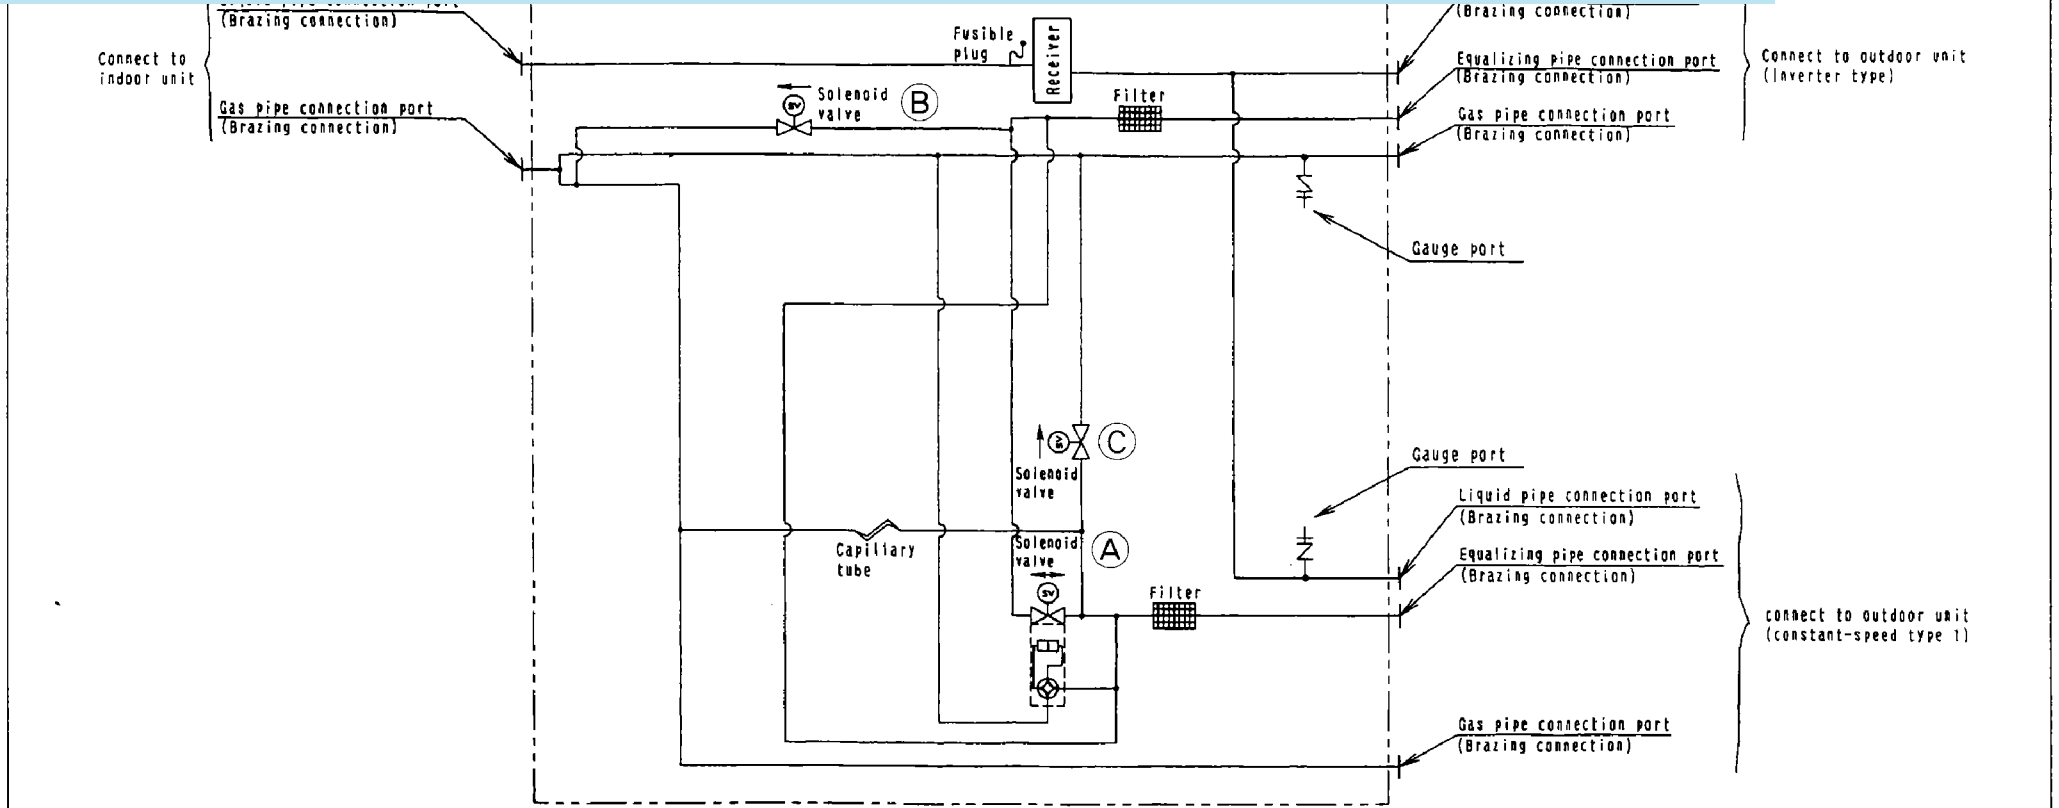 (Brazing connection)
Connect to
indoor unit
Gas pipe connection port
(Brazing connection)
Fusible
plug
Receiver
SV
Solenoid
valve
B
Filter
(Brazing connection)
Equalizing pipe connection port
(Brazing connection)
Gas pipe connection port
(Brazing connection)
Connect to outdoor unit
(Inverter type)
Gauge port
SV
C
Solenoid
valve
Capillary
tube
Solenoid
valve
A
SV
Filter
Gauge port
Liquid pipe connection port
(Brazing connection)
Equalizing pipe connection port
(Brazing connection)
connect to outdoor unit
(constant-speed type 1)
Gas pipe connection port
(Brazing connection)